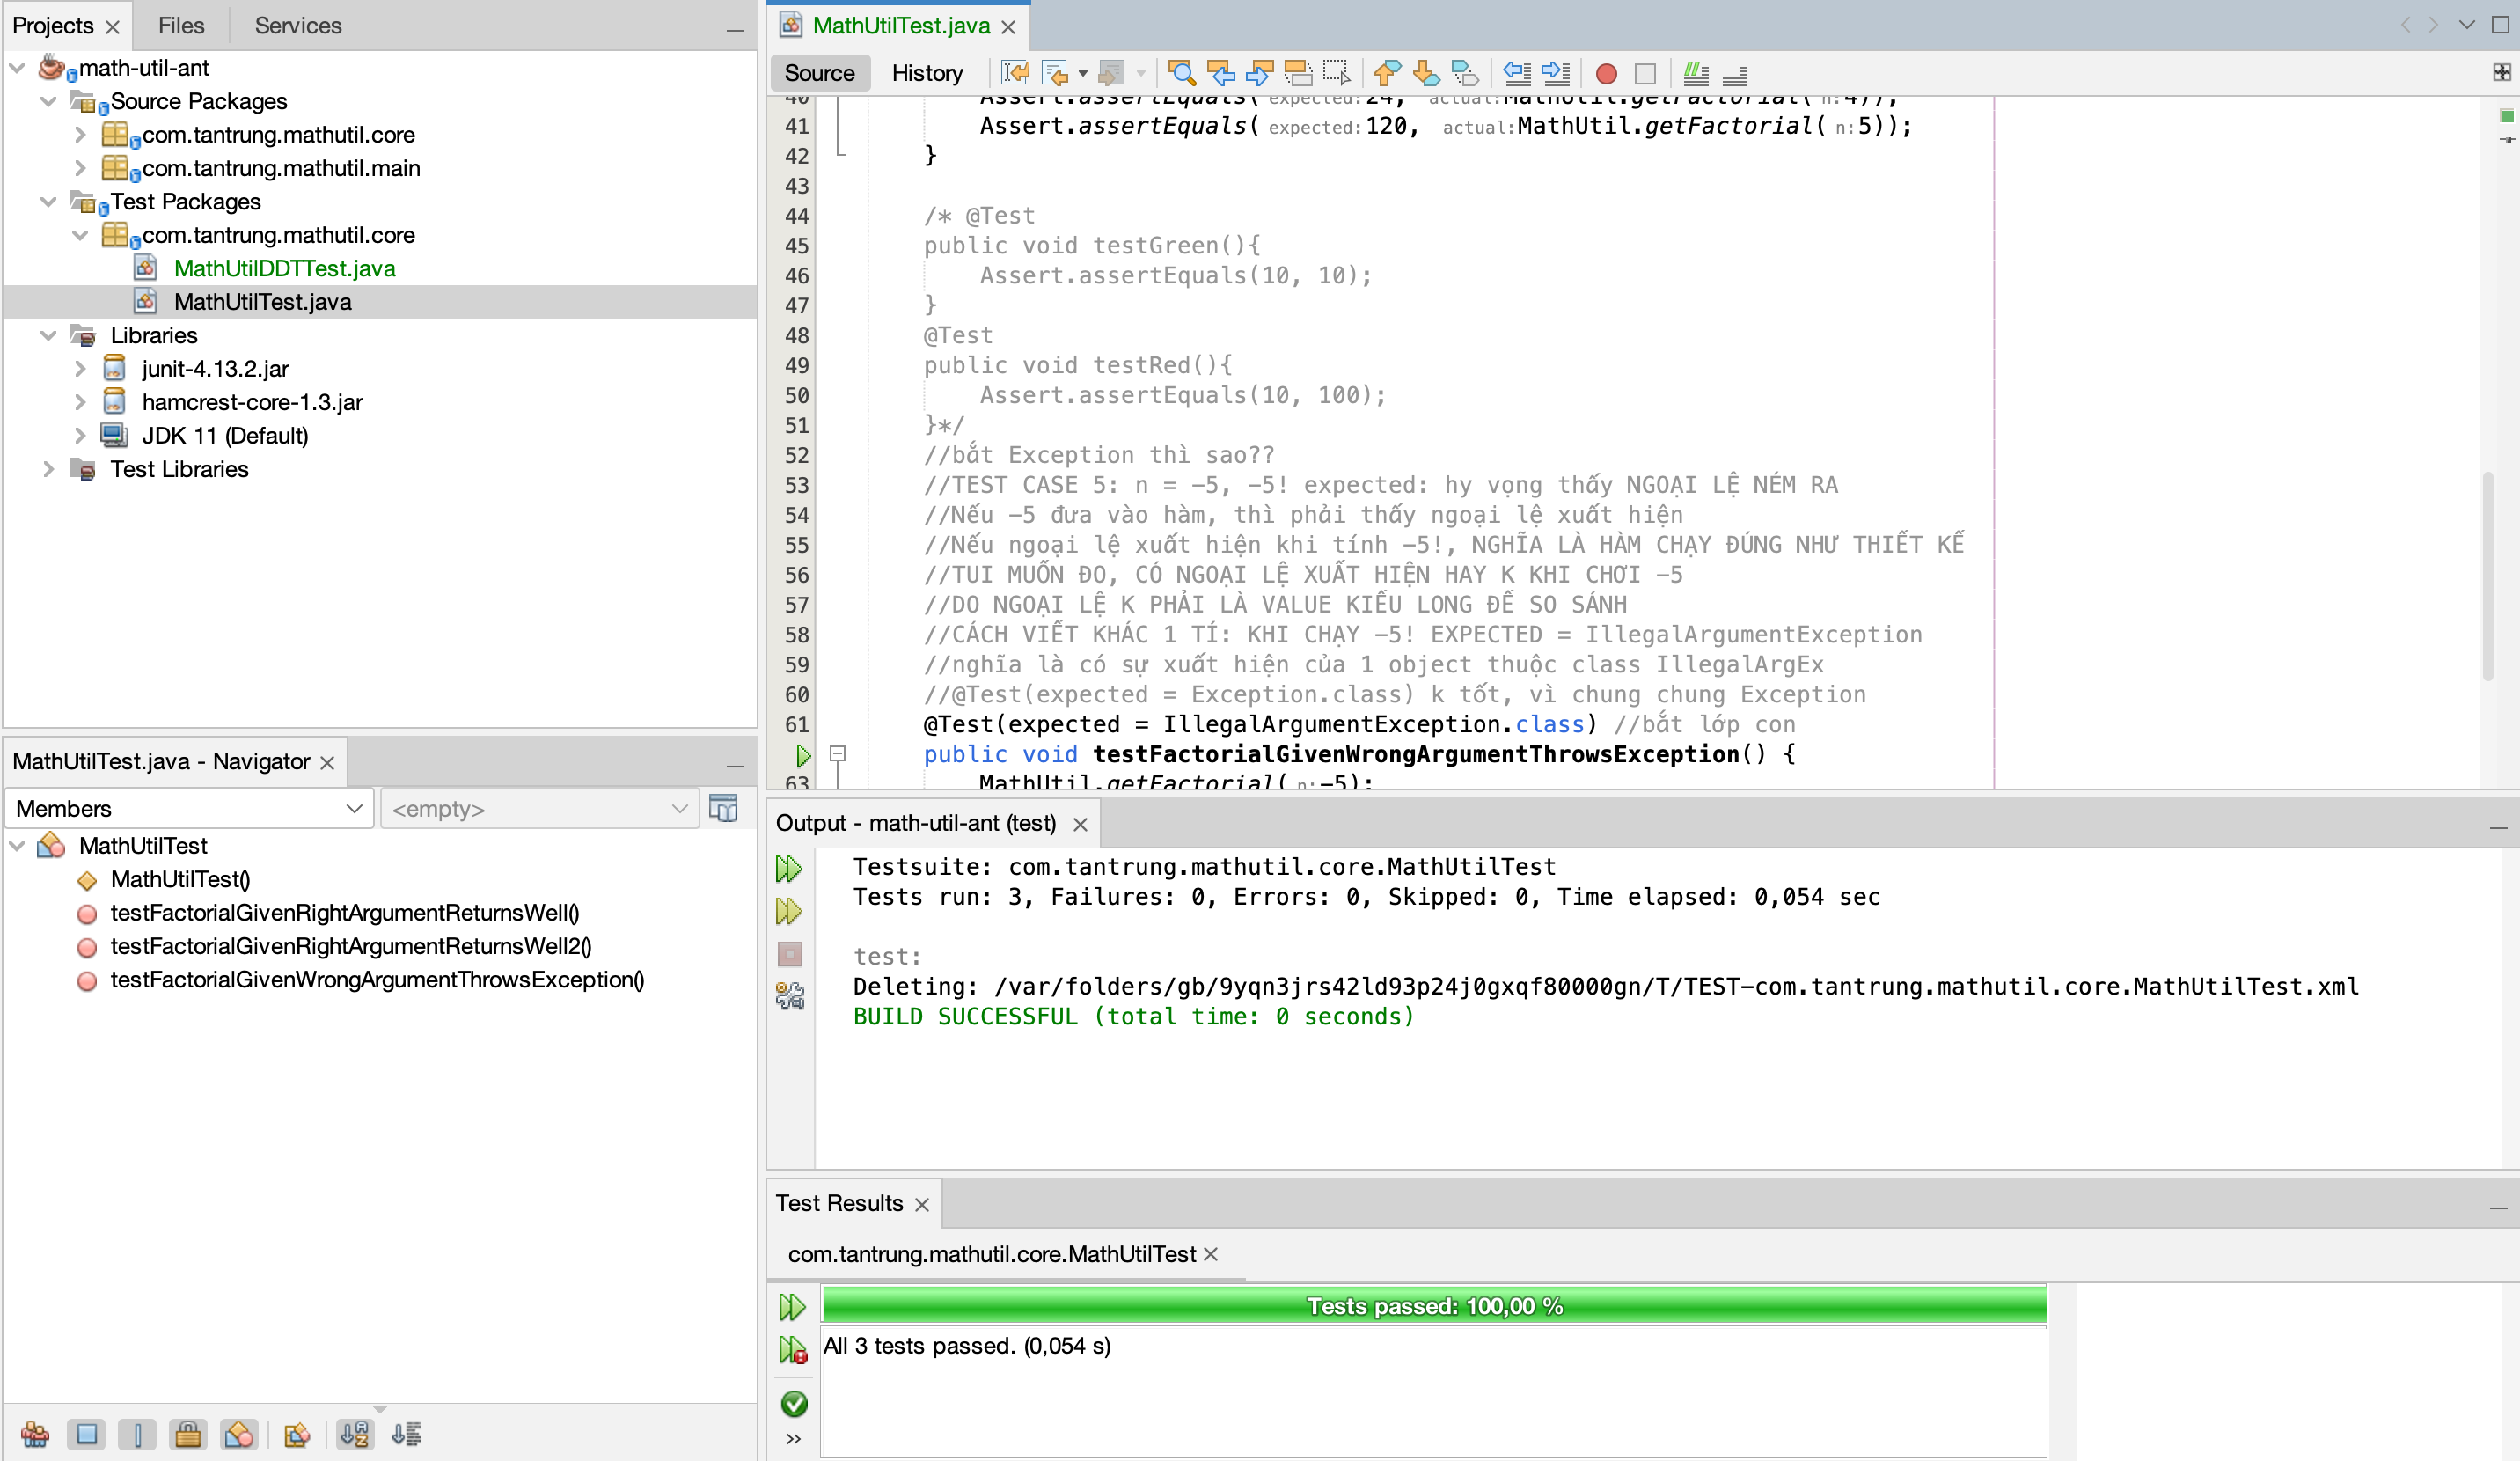 Projects
Files
Services
math-util-ant
Source Packages
com.tantrung.mathutil.core
com.tantrung.mathutil.main
Test Packages
com.tantrung.mathutil.core
MathUtilDDTTest.java
MathUtilTest.java
Libraries
junit-4.13.2.jar
hamcrest-core-1.3.jar
JDK 11 (Default)
Test Libraries
MathUtilTest.java - Navigator
Members
<empty>
MathUtilTest
MathUtilTest()
testFactorialGivenRightArgumentReturnsWell()
testFactorialGivenRightArgumentReturnsWell2()
testFactorialGivenWrongArgumentThrowsException()
MathUtilTest.java
Source
History
40 Assert.assertEquals( expected: 24, actual: MathUtil.getFactorial( n: 4));
41 Assert.assertEquals( expected: 120, actual: MathUtil.getFactorial( n: 5));
42 }
43
44 /* @Test
45 public void testGreen(){
46 Assert.assertEquals(10, 10);
47 }
48 @Test
49 public void testRed(){
50 Assert.assertEquals(10, 100);
51 }*/
52 //bắt Exception thì sao??
53 //TEST CASE 5: n = -5, -5! expected: hy vọng thấy NGOẠI LỆ NÉM RA
54 //Nếu -5 đưa vào hàm, thì phải thấy ngoại lệ xuất hiện
55 //Nếu ngoại lệ xuất hiện khi tính -5!, NGHĨA LÀ HÀM CHẠY ĐÚNG NHƯ THIẾT KẾ
56 //TUI MUỐN ĐO, CÓ NGOẠI LỆ XUẤT HIỆN HAY K KHI CHƠI -5
57 //DO NGOẠI LỆ K PHẢI LÀ VALUE KIỂU LONG ĐỂ SO SÁNH
58 //CÁCH VIẾT KHÁC 1 TÍ: KHI CHẠY -5! EXPECTED = IllegalArgumentException
59 //nghĩa là có sự xuất hiện của 1 object thuộc class IllegalArgEx
60 //@Test(expected = Exception.class) k tốt, vì chung chung Exception
61 @Test(expected = IllegalArgumentException.class) //bắt lớp con
public void testFactorialGivenWrongArgumentThrowsException() {
63 MathUtil.getFactorial( n: -5);
Output - math-util-ant (test)
Testsuite: com.tantrung.mathutil.core.MathUtilTest
Tests run: 3, Failures: 0, Errors: 0, Skipped: 0, Time elapsed: 0,054 sec
test:
Deleting: /var/folders/gb/9yqn3jrs42ld93p24j0gxqf80000gn/T/TEST-com.tantrung.mathutil.core.MathUtilTest.xml
BUILD SUCCESSFUL (total time: 0 seconds)
Test Results
com.tantrung.mathutil.core.MathUtilTest
Tests passed: 100,00 %
All 3 tests passed. (0,054 s)